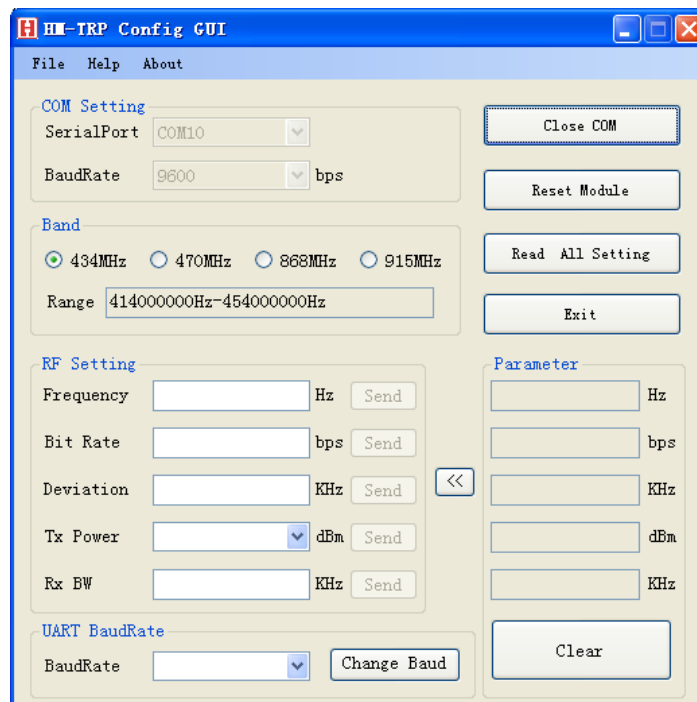 HM-TRP Config GUI
File Help About
COM Setting
SerialPort COM10
BaudRate 9600 bps
Close COM
Reset Module
Band
434MHz 470MHz 868MHz 915MHz
Range 414000000Hz-454000000Hz
Read All Setting
Exit
RF Setting
Frequency Hz Send
Bit Rate bps Send
Deviation KHz Send
Tx Power dBm Send
Rx BW KHz Send
<<
Parameter
Hz
bps
KHz
dBm
KHz
UART BaudRate
BaudRate Change Baud
Clear